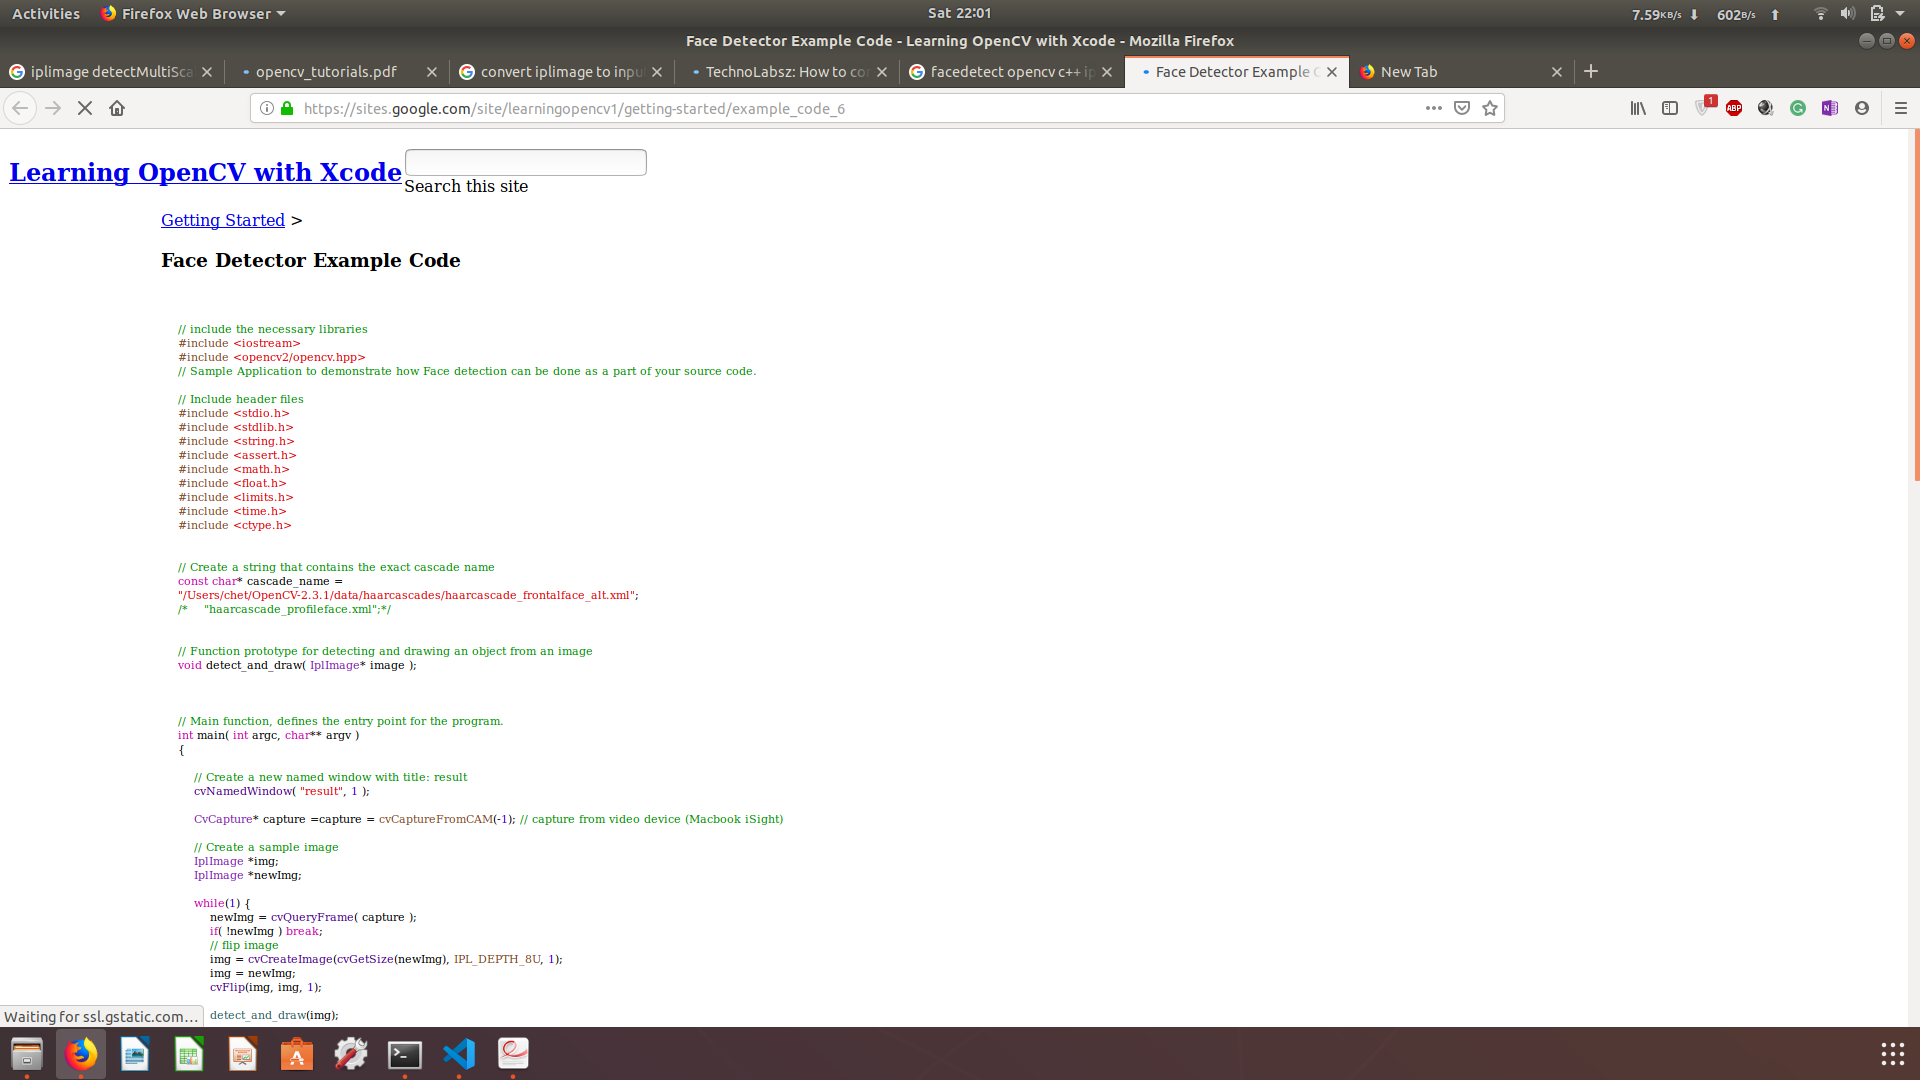 Activities
Firefox Web Browser
Sat 22:01
7.59KB/s
602B/s
Face Detector Example Code - Learning OpenCV with Xcode - Mozilla Firefox
iplimage detectMultiSca
opencv_tutorials.pdf
convert iplimage to inpu
TechnoLabsz: How to con
facedetect opencv c++ ip
Face Detector Example C
New Tab
https://sites.google.com/site/learningopencv1/getting-started/example_code_6
1
ABP
Learning OpenCV with Xcode
Search this site
Getting Started >
Face Detector Example Code
// include the necessary libraries
#include <iostream>
#include <opencv2/opencv.hpp>
// Sample Application to demonstrate how Face detection can be done as a part of your source code.
// Include header files
#include <stdio.h>
#include <stdlib.h>
#include <string.h>
#include <assert.h>
#include <math.h>
#include <float.h>
#include <limits.h>
#include <time.h>
#include <ctype.h>
// Create a string that contains the exact cascade name
const char* cascade_name =
"/Users/chet/OpenCV-2.3.1/data/haarcascades/haarcascade_frontalface_alt.xml";
/* "haarcascade_profileface.xml";*/
// Function prototype for detecting and drawing an object from an image
void detect_and_draw( IplImage* image );
// Main function, defines the entry point for the program.
int main( int argc, char** argv )
{
// Create a new named window with title: result
cvNamedWindow( "result", 1 );
CvCapture* capture =capture = cvCaptureFromCAM(-1); // capture from video device (Macbook iSight)
// Create a sample image
IplImage *img;
IplImage *newImg;
while(1) {
newImg = cvQueryFrame( capture );
if( !newImg ) break;
// flip image
img = cvCreateImage(cvGetSize(newImg), IPL_DEPTH_8U, 1);
img = newImg;
cvFlip(img, img, 1);
detect_and_draw(img);
Waiting for ssl.gstatic.com…